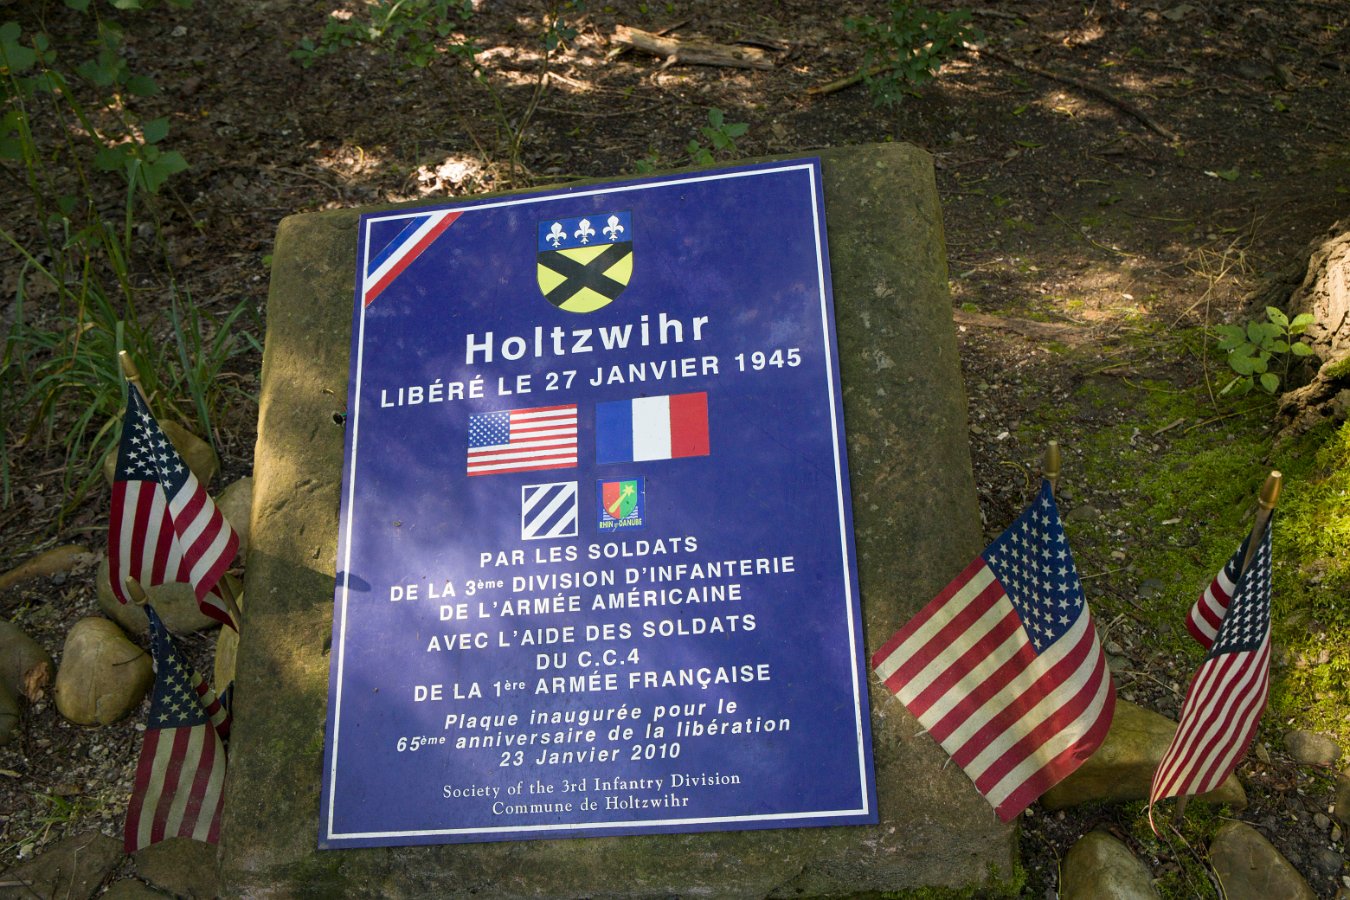 Holtzwihr
LIBÉRÉ LE 27 JANVIER 1945
RHIN et DANUBE
PAR LES SOLDATS
DE LA 3ème DIVISION D'INFANTERIE
DE L'ARMÉE AMÉRICAINE
AVEC L'AIDE DES SOLDATS
DU C.C.4
DE LA 1ère ARMÉE FRANÇAISE
Plaque inaugurée pour le
65ème anniversaire de la libération
23 Janvier 2010
Society of the 3rd Infantry Division
Commune de Holtzwihr